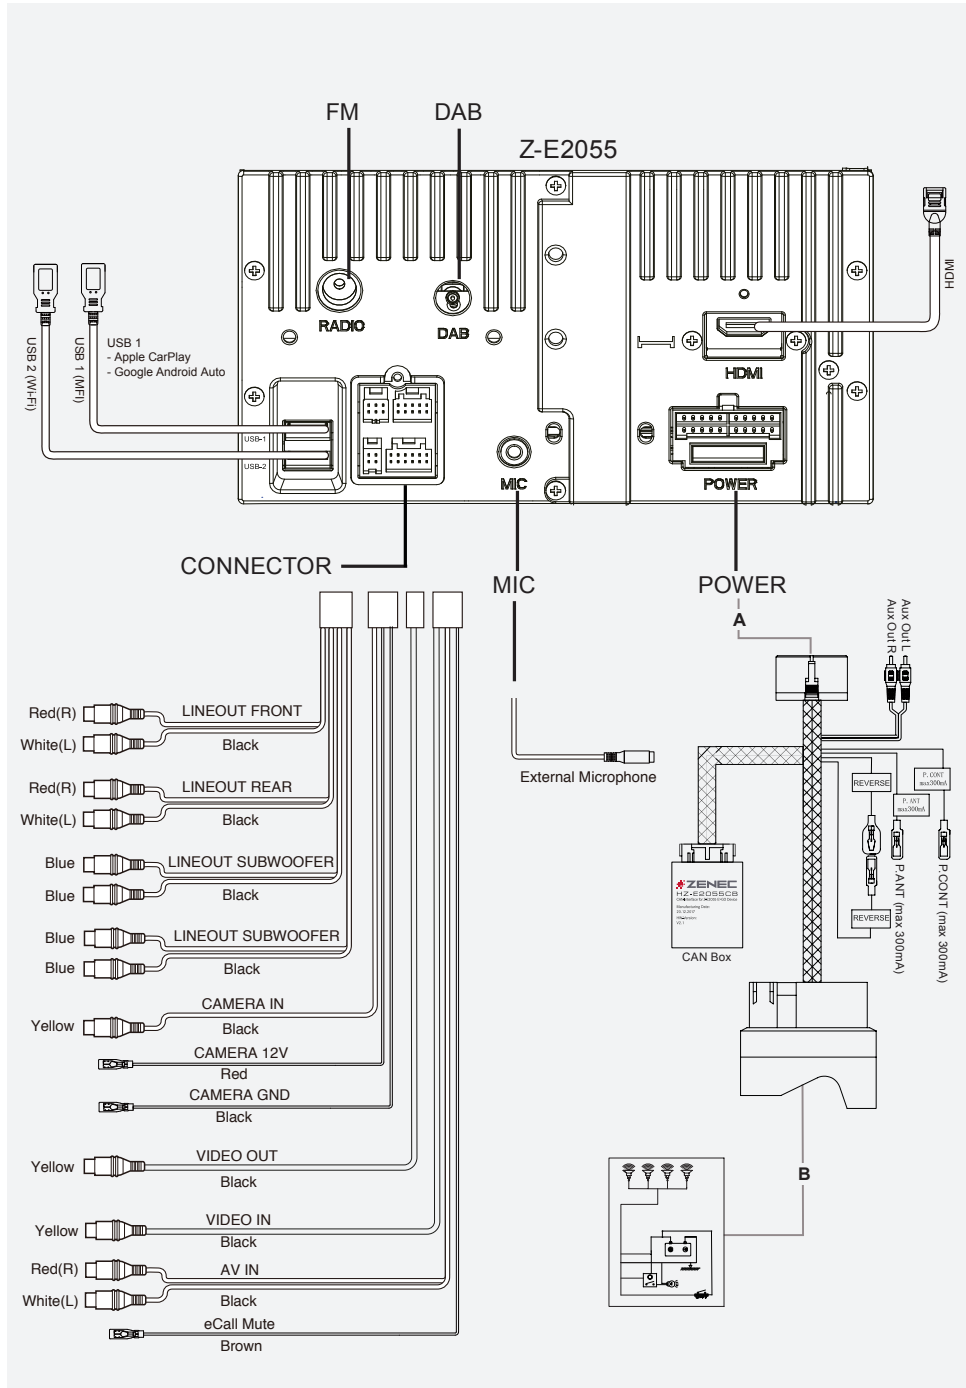 FM
DAB
Z-E2055
RADIO
DAB
HDMI
HDMI
USB 2 (Wi-Fi)
USB 1 (MFI)
USB 1
- Apple CarPlay
- Google Android Auto
USB-1
USB-2
MIC
POWER
CONNECTOR
MIC
POWER
A
Aux Out L
Aux Out R
Red(R)
LINEOUT FRONT
White(L)
Black
Red(R)
LINEOUT REAR
White(L)
Black
Blue
LINEOUT SUBWOOFER
Blue
Black
Blue
LINEOUT SUBWOOFER
Blue
Black
CAMERA IN
Yellow
Black
CAMERA 12V
Red
CAMERA GND
Black
VIDEO OUT
Yellow
Black
VIDEO IN
Yellow
Black
Red(R)
AV IN
White(L)
Black
eCall Mute
Brown
External Microphone
P.CONT
max300mA
REVERSE
P.ANT
max300mA
REVERSE
P.ANT (max 300mA)
P.CONT (max 300mA)
ZENEC
HZ-E2055CB
Manufacturing Date:
V2.1
CAN Box
B